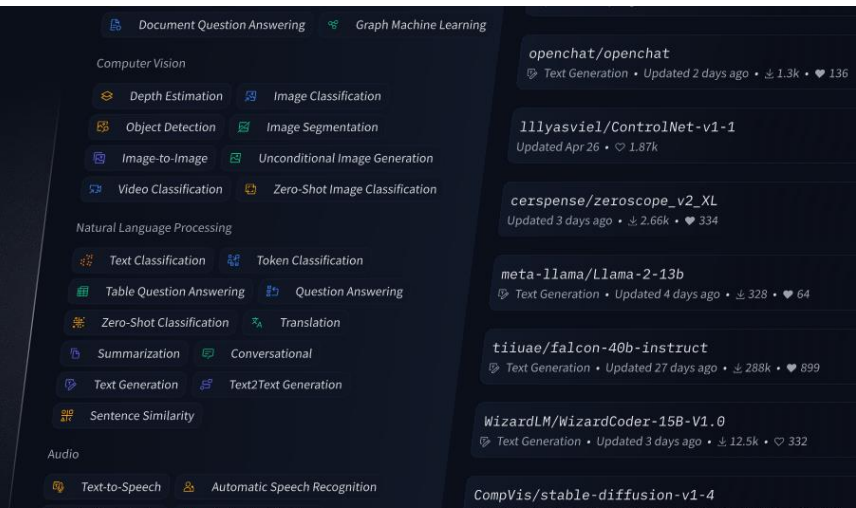 Document Question Answering Graph Machine Learning
Computer Vision
Depth Estimation Image Classification
Object Detection Image Segmentation
Image-to-Image Unconditional Image Generation
Video Classification Zero-Shot Image Classification
Natural Language Processing
Text Classification Token Classification
Table Question Answering Question Answering
Zero-Shot Classification Translation
Summarization Conversational
Text Generation Text2Text Generation
Sentence Similarity
Audio
Text-to-Speech Automatic Speech Recognition
openchat/openchat
Text Generation • Updated 2 days ago • 1.3k • 136
lllyasviel/ControlNet-v1-1
Updated Apr 26 • 1.87k
cerspense/zeroscope_v2_XL
Updated 3 days ago • 2.66k • 334
meta-llama/Llama-2-13b
Text Generation • Updated 4 days ago • 328 • 64
tiiuae/falcon-40b-instruct
Text Generation • Updated 27 days ago • 288k • 899
WizardLM/WizardCoder-15B-V1.0
Text Generation • Updated 3 days ago • 12.5k • 332
CompVis/stable-diffusion-v1-4